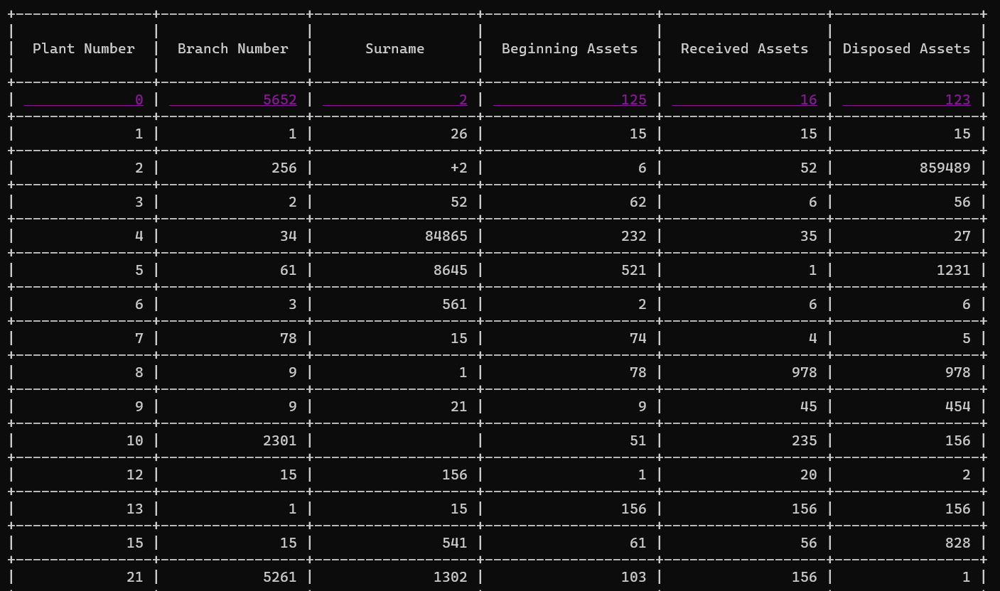 Plant Number | Branch Number | Surname | Beginning Assets | Received Assets | Disposed Assets
0 | 5652 | 2 | 125 | 16 | 123
1 | 1 | 26 | 15 | 15 | 15
2 | 256 | +2 | 6 | 52 | 859489
3 | 2 | 52 | 62 | 6 | 56
4 | 34 | 84865 | 232 | 35 | 27
5 | 61 | 8645 | 521 | 1 | 1231
6 | 3 | 561 | 2 | 6 | 6
7 | 78 | 15 | 74 | 4 | 5
8 | 9 | 1 | 78 | 978 | 978
9 | 9 | 21 | 9 | 45 | 454
10 | 2301 | | 51 | 235 | 156
12 | 15 | 156 | 1 | 20 | 2
13 | 1 | 15 | 156 | 156 | 156
15 | 15 | 541 | 61 | 56 | 828
21 | 5261 | 1302 | 103 | 156 | 1